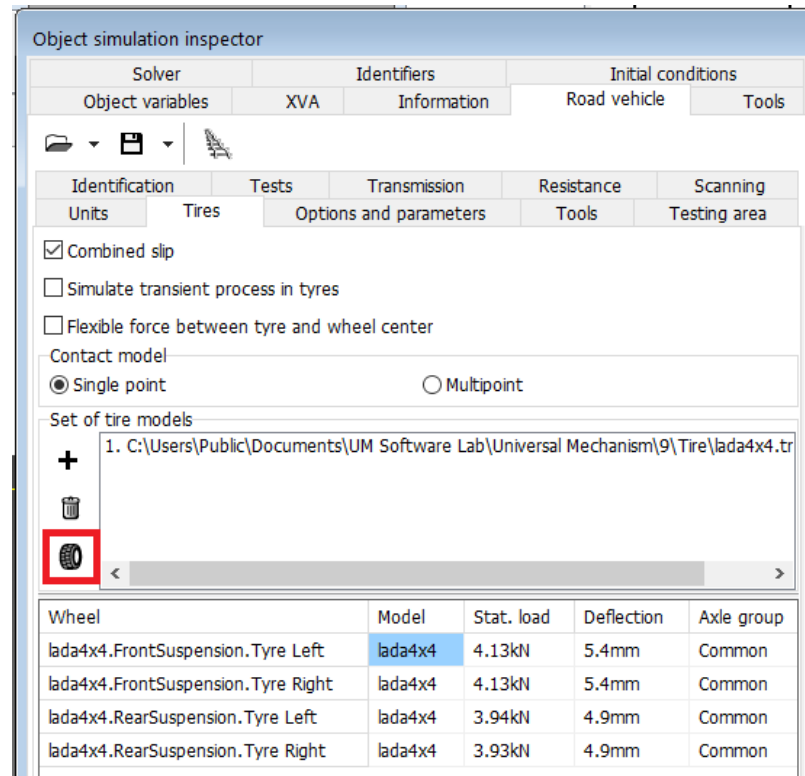 Object simulation inspector
Solver Identifiers Initial conditions
Object variables XVA Information Road vehicle Tools
Identification Tests Transmission Resistance Scanning
Units Tires Options and parameters Tools Testing area
Combined slip
Simulate transient process in tyres
Flexible force between tyre and wheel center
Contact model
Single point Multipoint
Set of tire models
1. C:\Users\Public\Documents\UM Software Lab\Universal Mechanism\9\Tire\lada4x4.tr
Wheel Model Stat. load Deflection Axle group
lada4x4.FrontSuspension.Tyre Left lada4x4 4.13kN 5.4mm Common
lada4x4.FrontSuspension.Tyre Right lada4x4 4.13kN 5.4mm Common
lada4x4.RearSuspension.Tyre Left lada4x4 3.94kN 4.9mm Common
lada4x4.RearSuspension.Tyre Right lada4x4 3.93kN 4.9mm Common